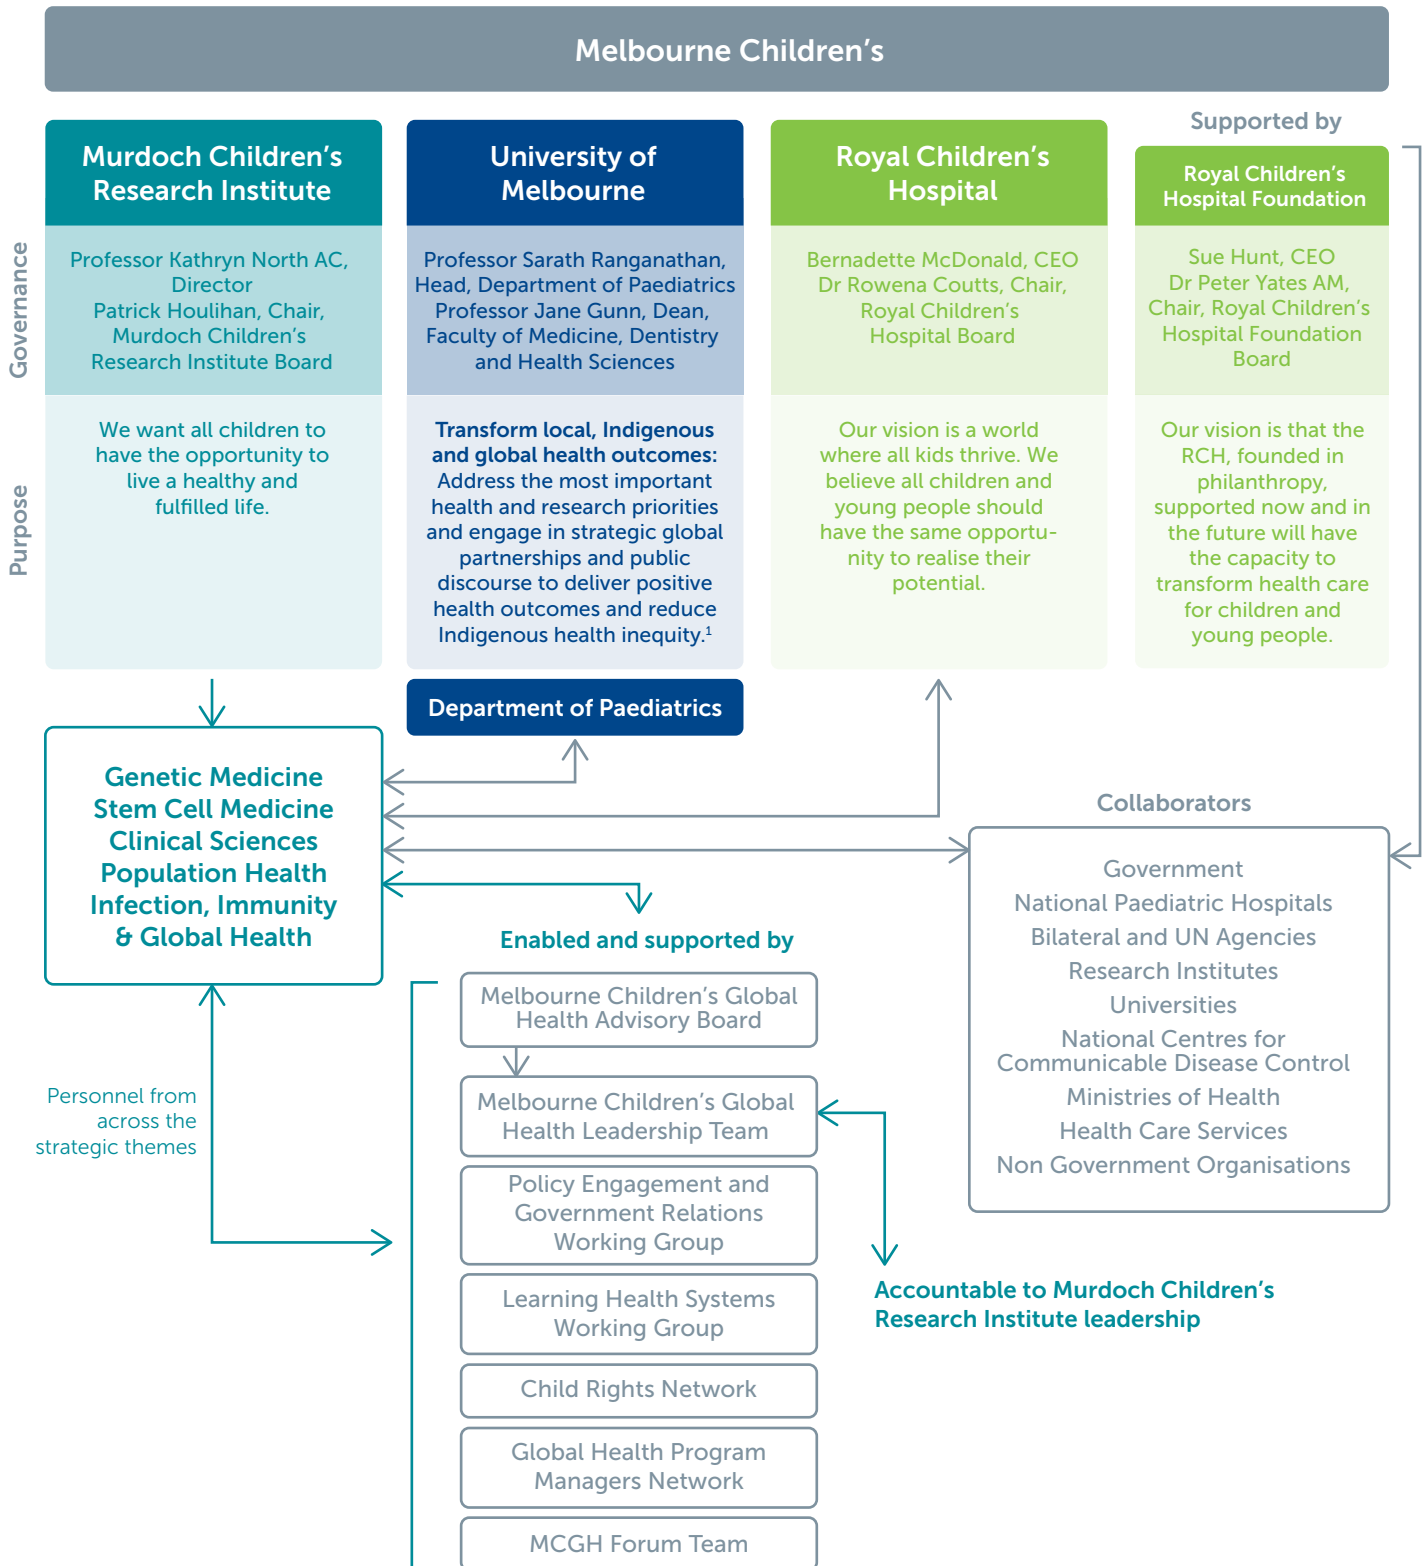 Melbourne Children's
Murdoch Children's
Research Institute
University of
Melbourne
Royal Children's
Hospital
Supported by
Royal Children's
Hospital Foundation
Governance
Professor Kathryn North AC,
Director
Patrick Houlihan, Chair,
Murdoch Children's
Research Institute Board
Professor Sarath Ranganathan,
Head, Department of Paediatrics
Professor Jane Gunn, Dean,
Faculty of Medicine, Dentistry
and Health Sciences
Bernadette McDonald, CEO
Dr Rowena Coutts, Chair,
Royal Children's
Hospital Board
Sue Hunt, CEO
Dr Peter Yates AM,
Chair, Royal Children's
Hospital Foundation
Board
Purpose
We want all children to
have the opportunity to
live a healthy and
fulfilled life.
Transform local, Indigenous
and global health outcomes:
Address the most important
health and research priorities
and engage in strategic global
partnerships and public
discourse to deliver positive
health outcomes and reduce
Indigenous health inequity.¹
Our vision is a world
where all kids thrive. We
believe all children and
young people should
have the same opportu-
nity to realise their
potential.
Our vision is that the
RCH, founded in
philanthropy,
supported now and in
the future will have
the capacity to
transform health care
for children and
young people.
Department of Paediatrics
Genetic Medicine
Stem Cell Medicine
Clinical Sciences
Population Health
Infection, Immunity
& Global Health
Collaborators
Government
National Paediatric Hospitals
Bilateral and UN Agencies
Research Institutes
Universities
National Centres for
Communicable Disease Control
Ministries of Health
Health Care Services
Non Government Organisations
Enabled and supported by
Melbourne Children's Global
Health Advisory Board
Melbourne Children's Global
Health Leadership Team
Policy Engagement and
Government Relations
Working Group
Learning Health Systems
Working Group
Child Rights Network
Global Health Program
Managers Network
MCGH Forum Team
Personnel from
across the
strategic themes
Accountable to Murdoch Children's
Research Institute leadership